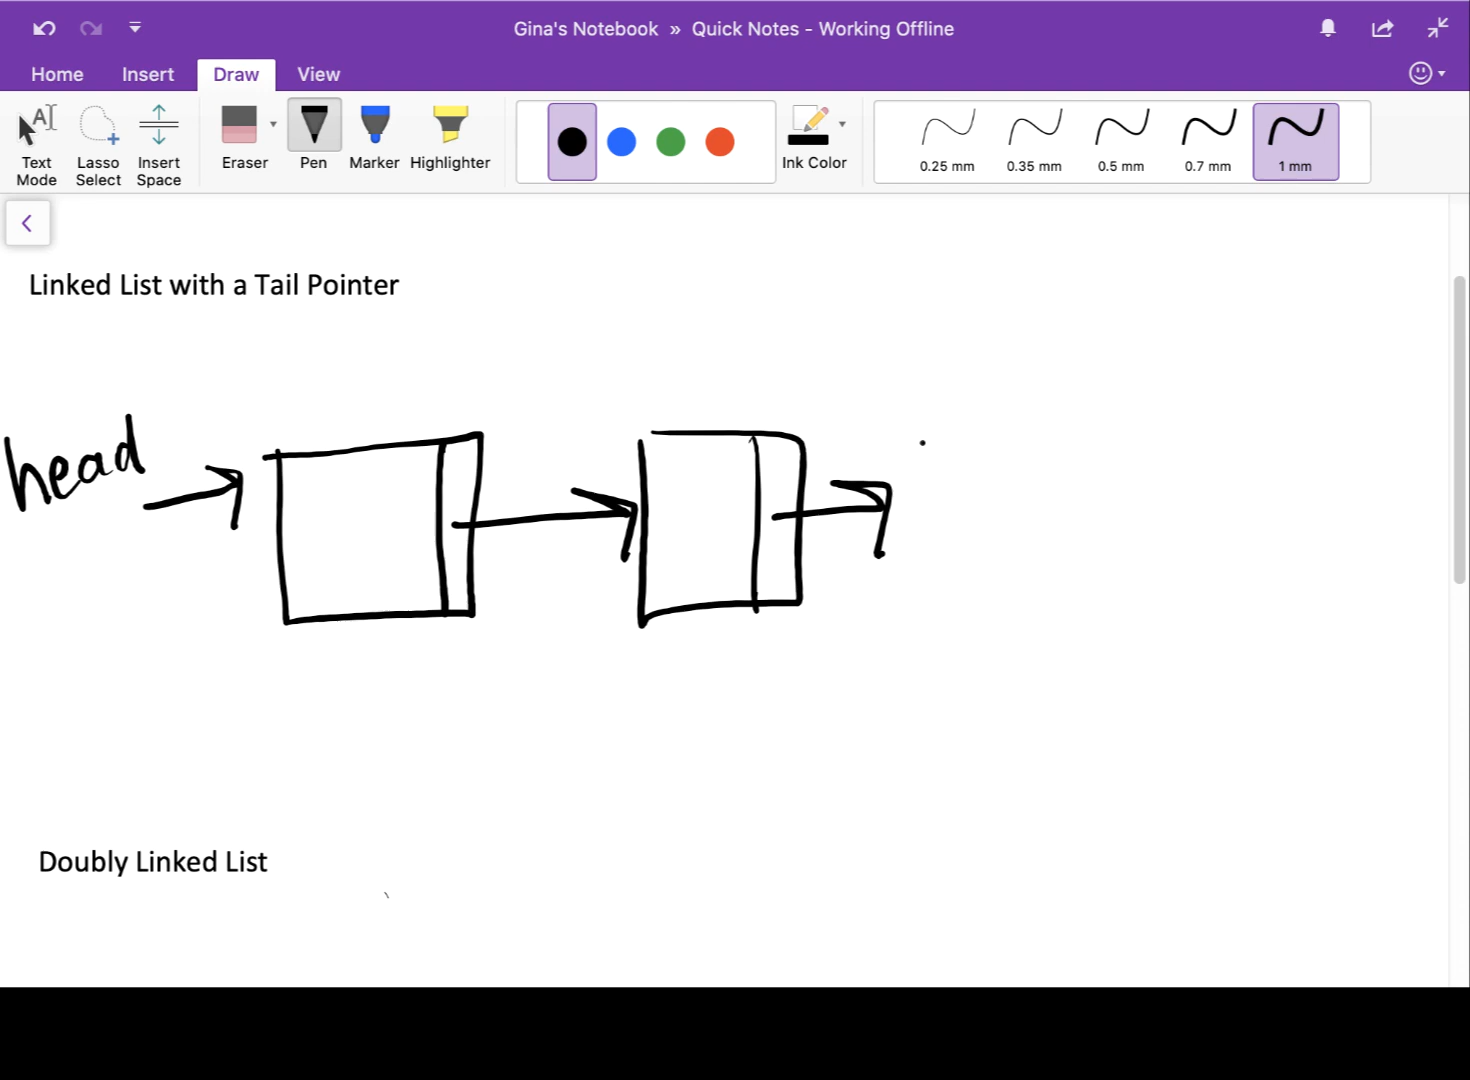 Gina's Notebook » Quick Notes - Working Offline
Home Insert Draw View
Text Mode
Lasso Select
Insert Space
Eraser
Pen
Marker
Highlighter
Ink Color
0.25 mm
0.35 mm
0.5 mm
0.7 mm
1 mm
Linked List with a Tail Pointer
head
Doubly Linked List